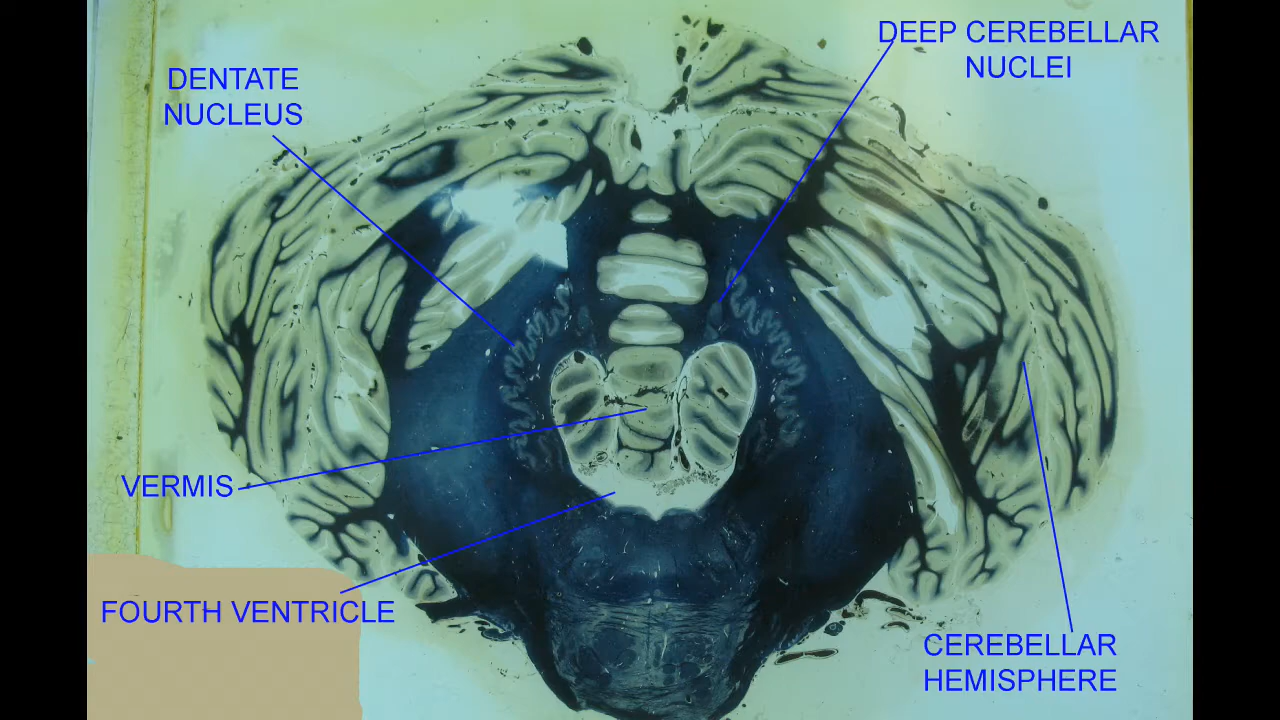 DEEP CEREBELLAR
NUCLEI
DENTATE
NUCLEUS
VERMIS
FOURTH VENTRICLE
CEREBELLAR
HEMISPHERE